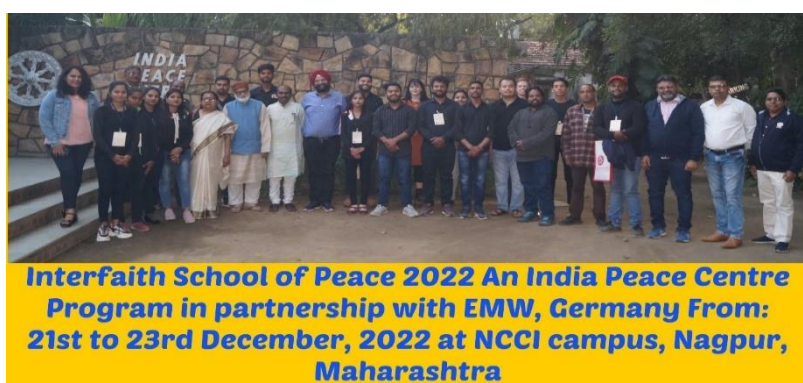 INDIA
PEACE
Interfaith School of Peace 2022 An India Peace Centre
Program in partnership with EMW, Germany From:
21st to 23rd December, 2022 at NCCI campus, Nagpur,
Maharashtra